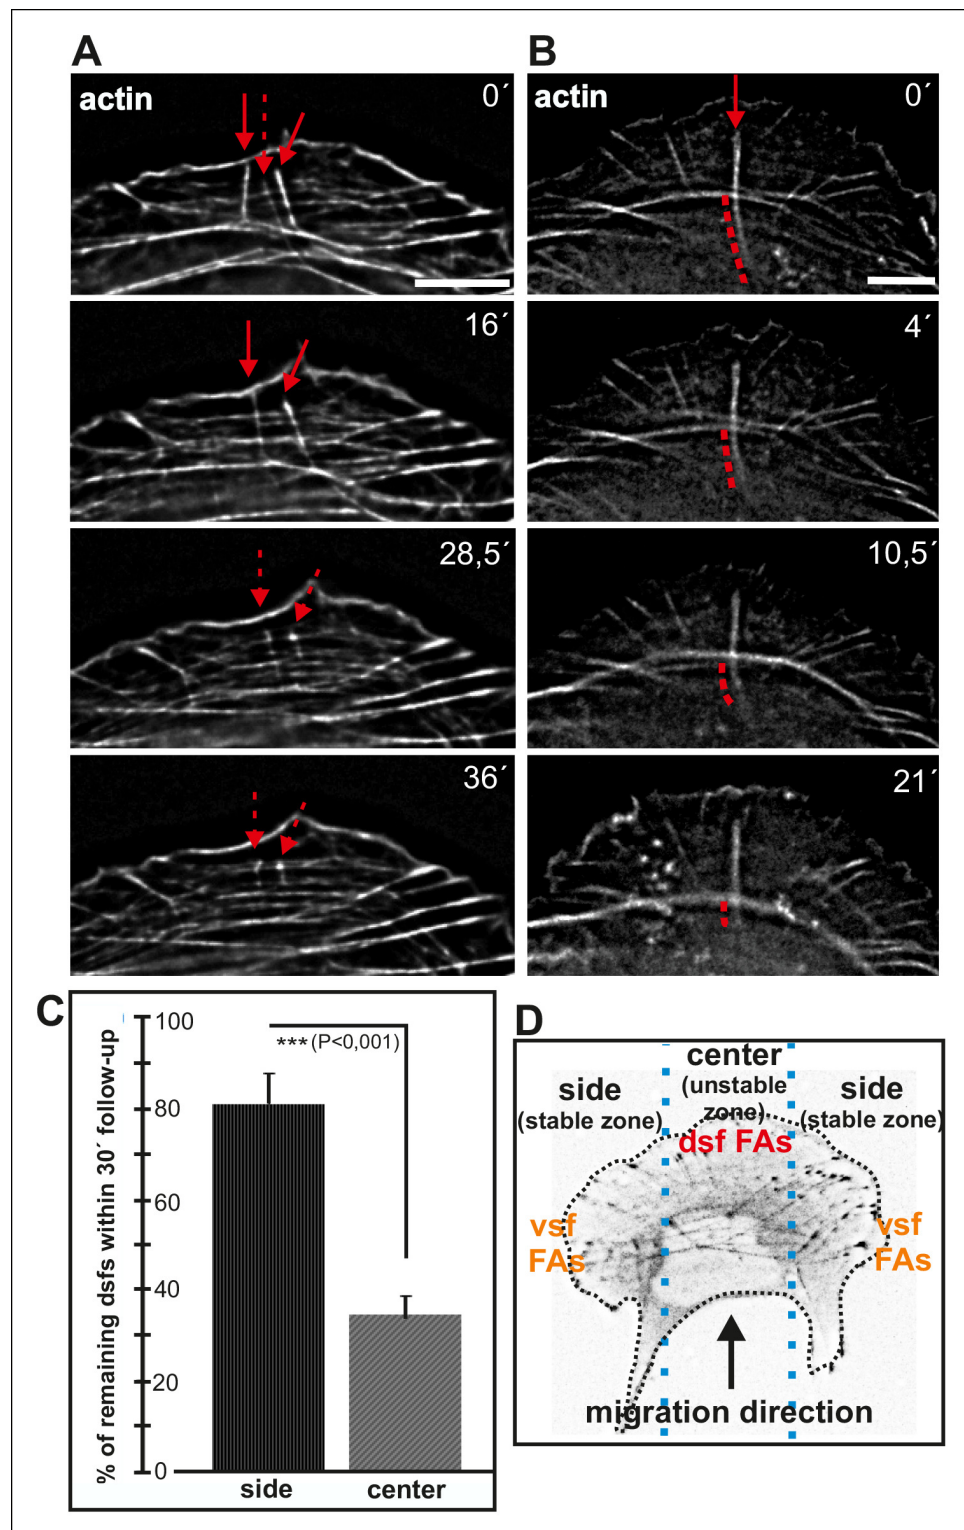 A
actin
0´
16´
28,5´
36´
B
actin
0´
4´
10,5´
21´
C
% of remaining dsfs within 30´ follow-up
100
80
60
40
20
0
*** (P<0,001)
side
center
D
center
(unstable
zone)
side
(stable zone)
side
(stable zone)
dsf FAs
vsf
FAs
vsf
FAs
migration direction